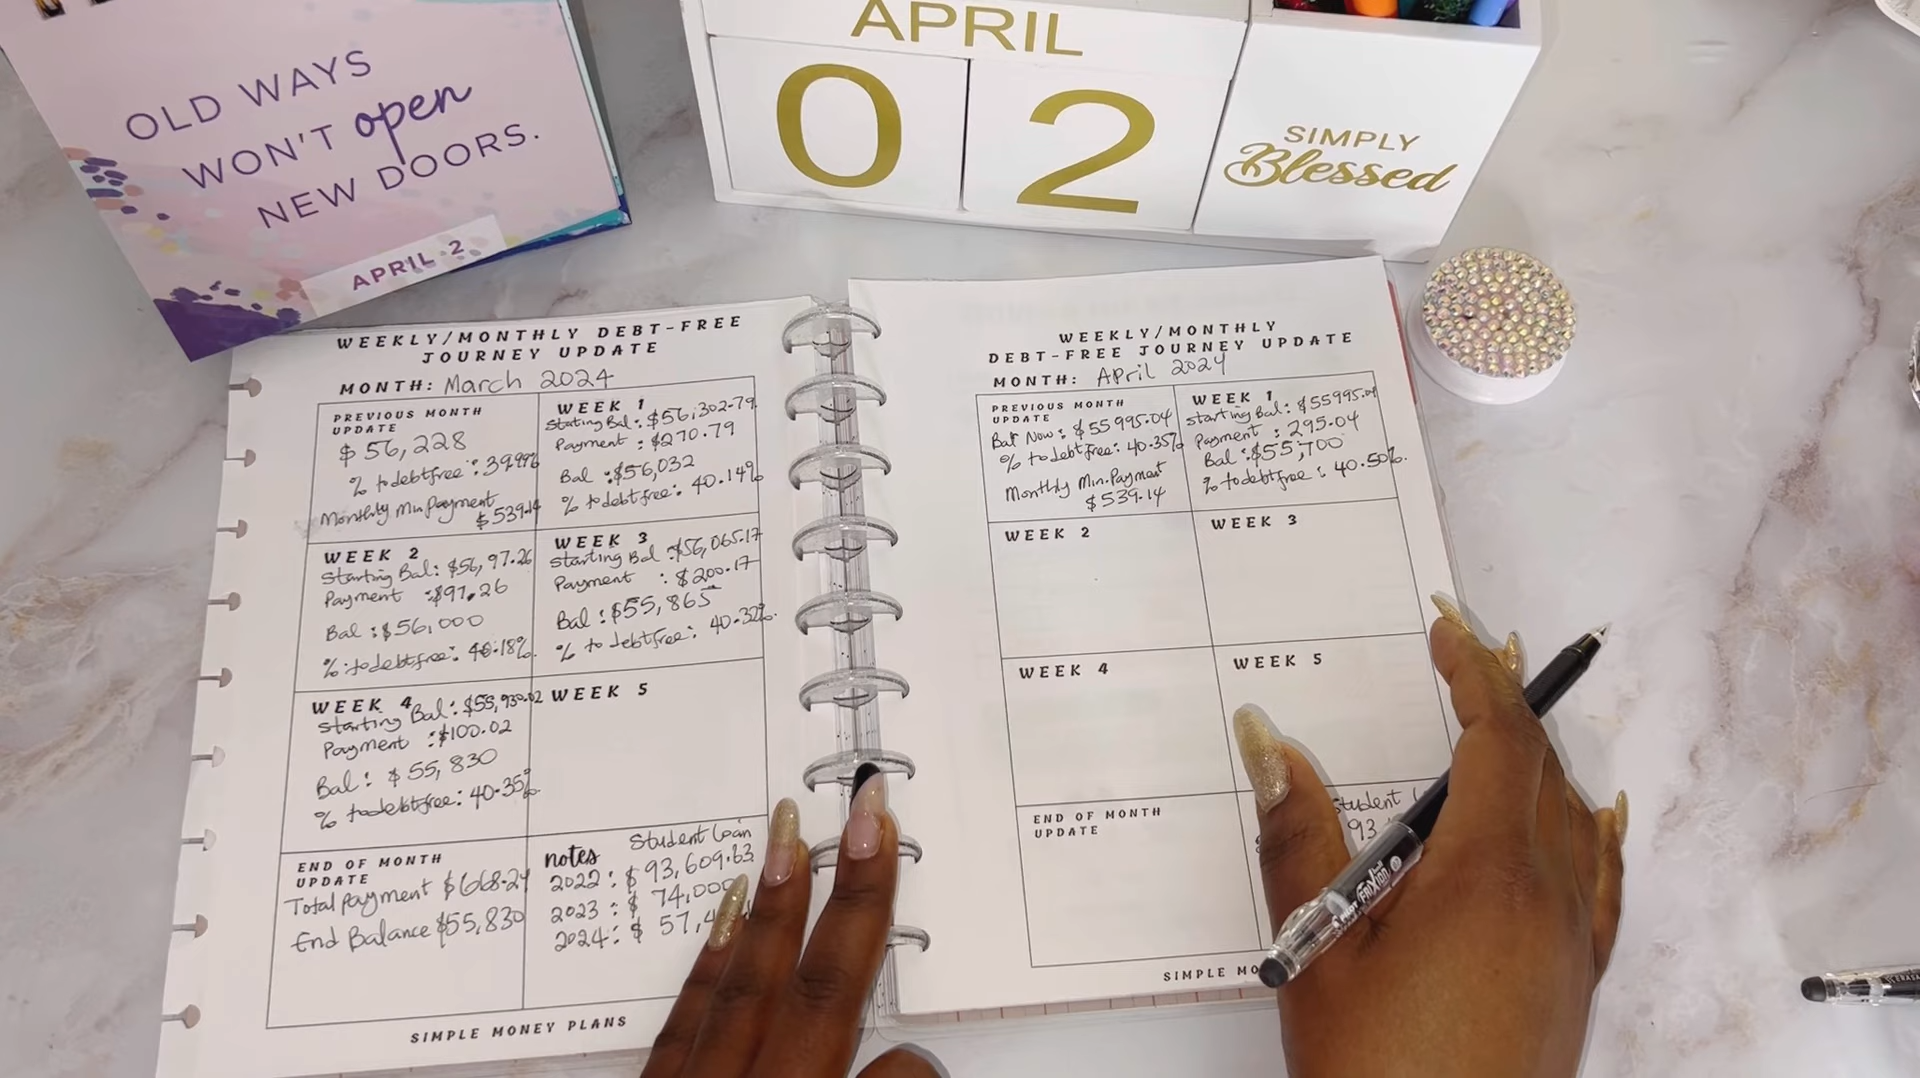 OLD WAYS
WON'T open
NEW DOORS.
APRIL 2
APRIL
0 2
SIMPLY
Blessed
WEEKLY/MONTHLY DEBT-FREE
JOURNEY UPDATE
MONTH: March 2024
PREVIOUS MONTH
UPDATE
$56,228
% to debt free : 39.99%
Monthly Min Payment
$539.14
WEEK 1
Starting Bal : $56,302.79
Payment : $270.79
Bal : $56,032
% to debt free : 40.14%
WEEK 2
Starting Bal : $56,97.26
Payment : $97.26
Bal : $56,000
% to debt free : 40.18%
WEEK 3
Starting Bal : $56,065.17
Payment : $200.17
Bal : $55,865
% to debt free : 40.32%
WEEK 4
Starting Bal : $55,930.02
Payment : $100.02
Bal : $55,830
% to debt free : 40.35%
WEEK 5
END OF MONTH
UPDATE
Total Payment $668.24
End Balance $55,830
notes Student Loan
2022 : $93,609.63
2023 : $74,000
2024 : $57,4
SIMPLE MONEY PLANS
WEEKLY/MONTHLY
DEBT-FREE JOURNEY UPDATE
MONTH: April 2024
PREVIOUS MONTH
UPDATE
Bal Now : $55995.04
% to debt free : 40.35%
Monthly Min. Payment
$539.14
WEEK 1
Starting Bal : $55995.04
Payment : 295.04
Bal : $55,700
% to debt free : 40.50%.
WEEK 2
WEEK 3
WEEK 4
WEEK 5
END OF MONTH
UPDATE
Student
93
SIMPLE MO